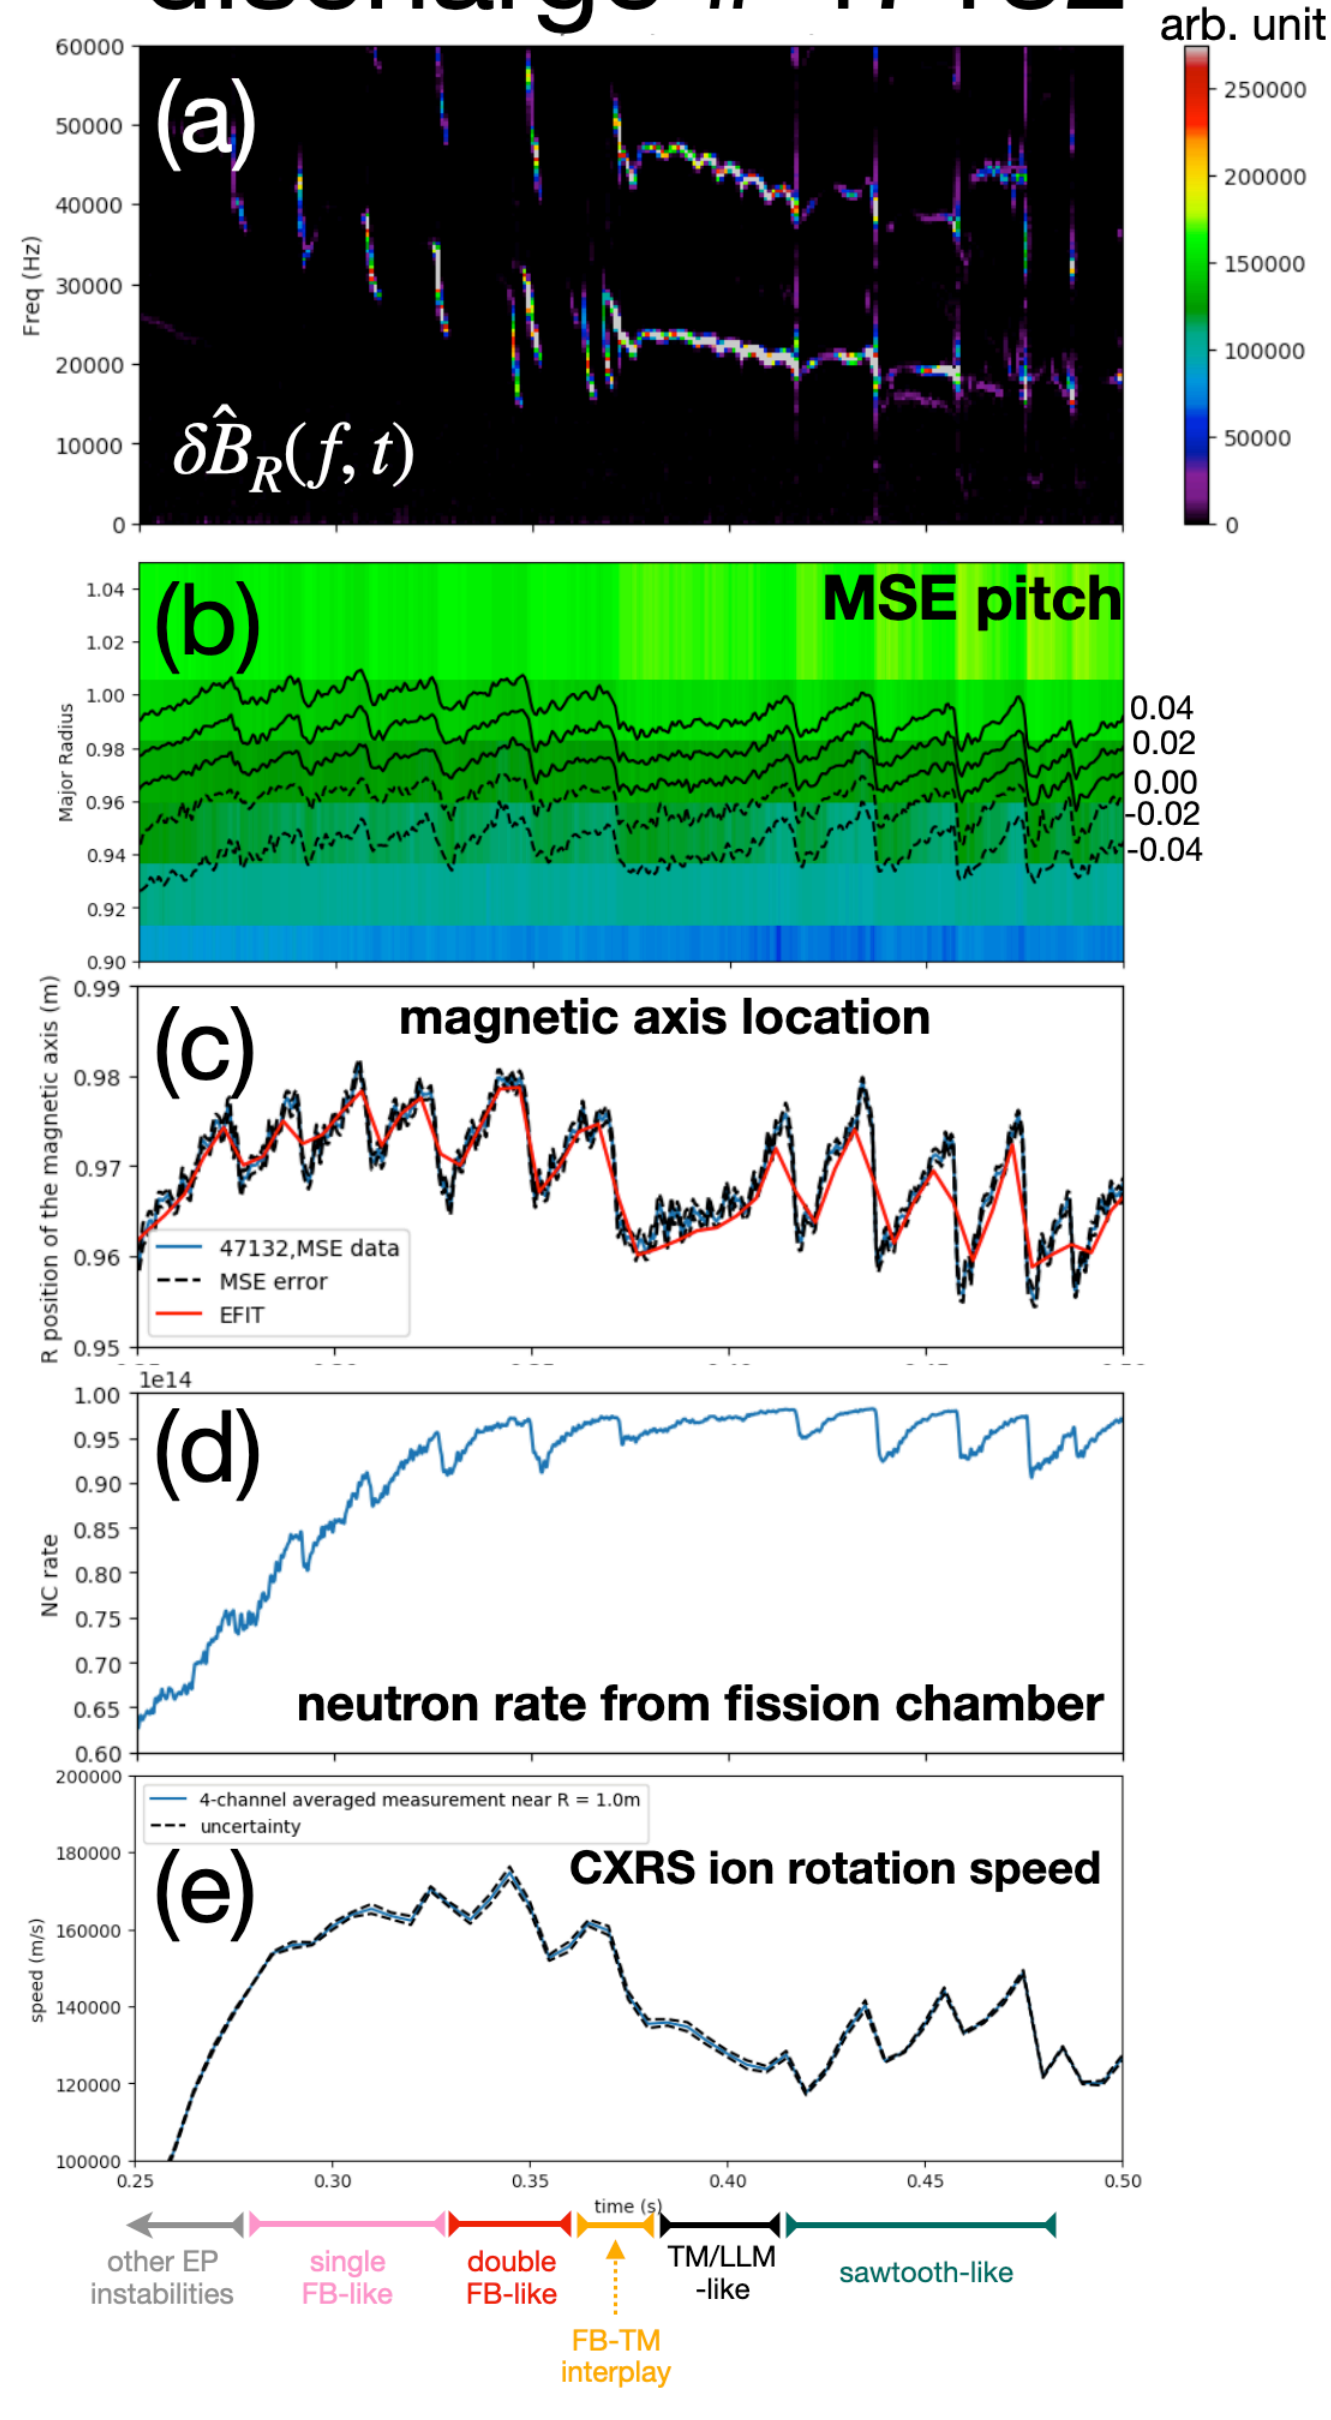 arb. unit
60000
50000
40000
30000
20000
10000
0
Freq (Hz)
(a)
δB̂_R(f, t)
250000
200000
150000
100000
50000
0
(b)
MSE pitch
1.04
1.02
1.00
0.98
0.96
0.94
0.92
0.90
Major Radius
0.04
0.02
0.00
-0.02
-0.04
(c)
magnetic axis location
0.99
0.98
0.97
0.96
0.95
R position of the magnetic axis (m)
47132,MSE data
MSE error
EFIT
1e14
(d)
1.00
0.95
0.90
0.85
0.80
0.75
0.70
0.65
0.60
NC rate
neutron rate from fission chamber
200000
180000
160000
140000
120000
100000
speed (m/s)
4-channel averaged measurement near R = 1.0m
uncertainty
(e)
CXRS ion rotation speed
0.25 0.30 0.35 0.40 0.45 0.50
time (s)
other EP
instabilities
single
FB-like
double
FB-like
TM/LLM
-like
sawtooth-like
FB-TM
interplay